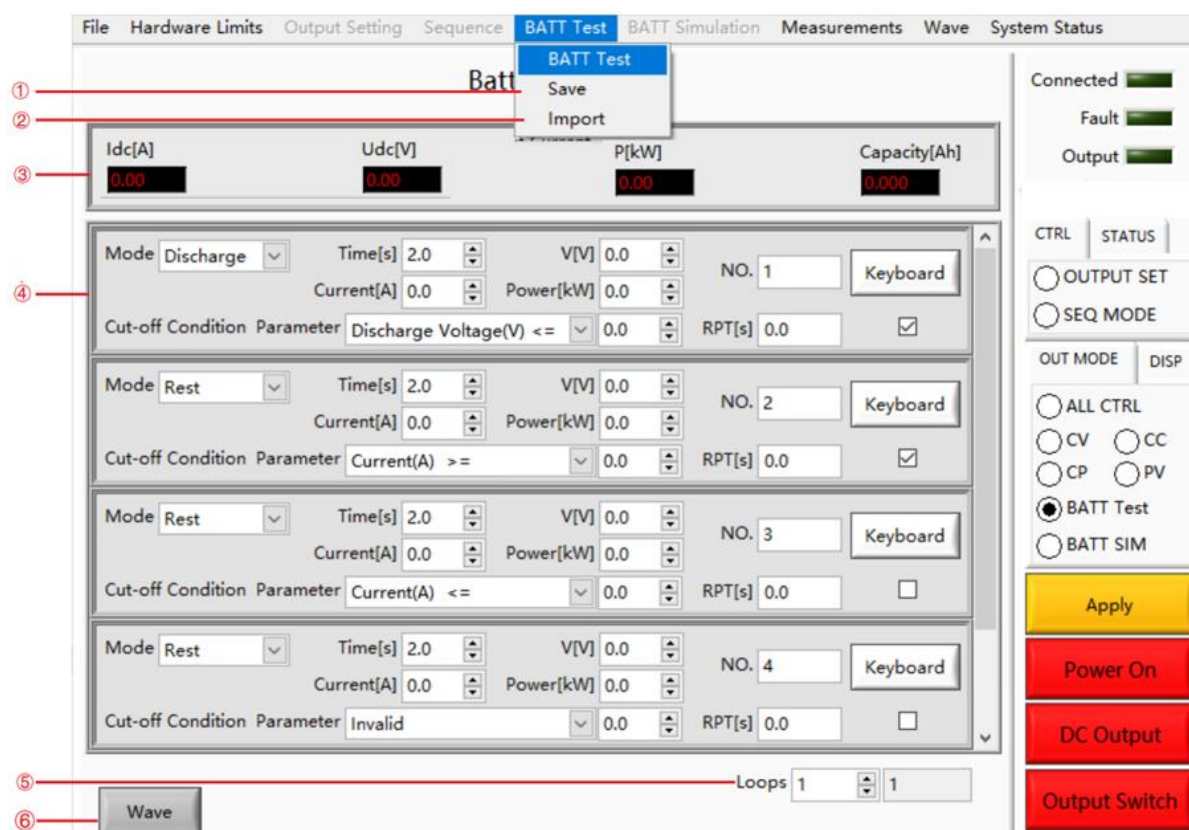 File Hardware Limits Output Setting Sequence BATT Test BATT Simulation Measurements Wave System Status
BATT Test
① Save
② Import
Batt
Connected
Fault
Output
③
Idc[A] Udc[V] P[kW] Capacity[Ah]
0.00 0.00 0.00 0.000
④
Mode Discharge Time[s] 2.0 V[V] 0.0 NO. 1 Keyboard
Current[A] 0.0 Power[kW] 0.0
Cut-off Condition Parameter Discharge Voltage(V) <= 0.0 RPT[s] 0.0
Mode Rest Time[s] 2.0 V[V] 0.0 NO. 2 Keyboard
Current[A] 0.0 Power[kW] 0.0
Cut-off Condition Parameter Current(A) >= 0.0 RPT[s] 0.0
Mode Rest Time[s] 2.0 V[V] 0.0 NO. 3 Keyboard
Current[A] 0.0 Power[kW] 0.0
Cut-off Condition Parameter Current(A) <= 0.0 RPT[s] 0.0
Mode Rest Time[s] 2.0 V[V] 0.0 NO. 4 Keyboard
Current[A] 0.0 Power[kW] 0.0
Cut-off Condition Parameter Invalid 0.0 RPT[s] 0.0
⑤ Loops 1 1
⑥ Wave
CTRL STATUS
OUTPUT SET
SEQ MODE
OUT MODE DISP
ALL CTRL
CV CC
CP PV
BATT Test
BATT SIM
Apply
Power On
DC Output
Output Switch